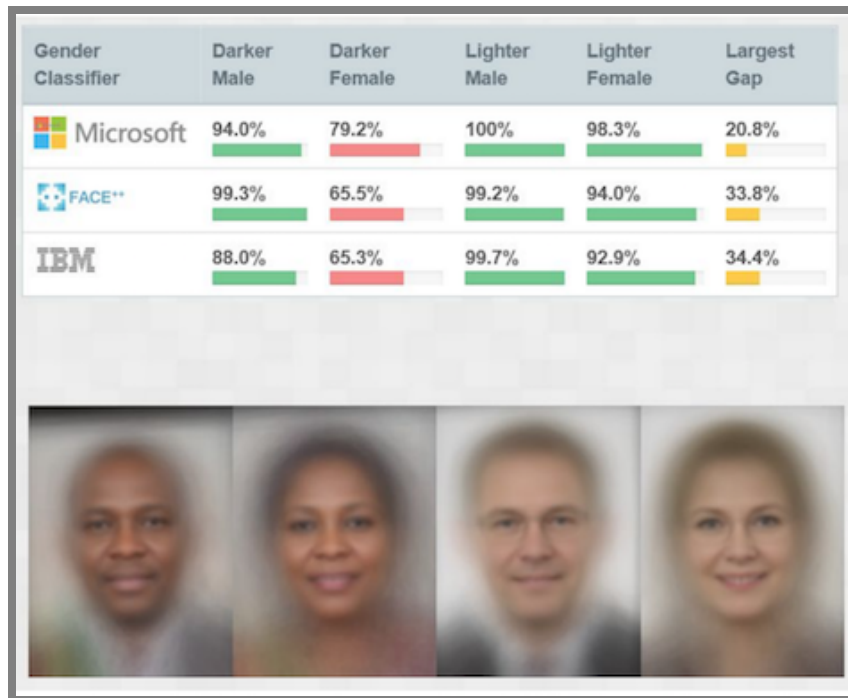 Gender Classifier Darker Male Darker Female Lighter Male Lighter Female Largest Gap
Microsoft 94.0% 79.2% 100% 98.3% 20.8%
FACE++ 99.3% 65.5% 99.2% 94.0% 33.8%
IBM 88.0% 65.3% 99.7% 92.9% 34.4%